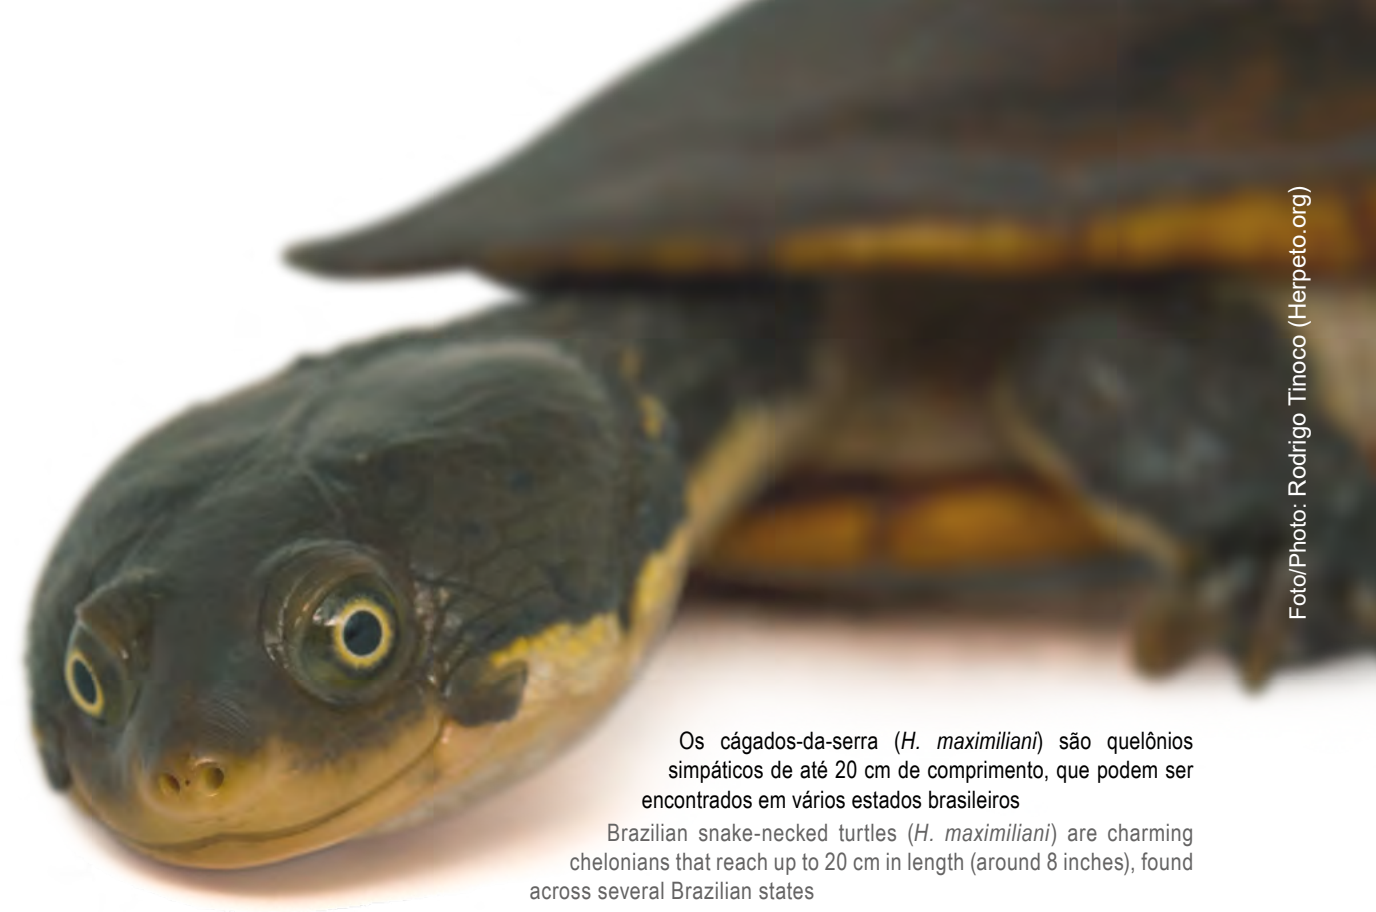 Foto/Photo: Rodrigo Tinoco (Herpeto.org)
Os cágados-da-serra (H. maximiliani) são quelônios
simpáticos de até 20 cm de comprimento, que podem ser
encontrados em vários estados brasileiros
Brazilian snake-necked turtles (H. maximiliani) are charming
chelonians that reach up to 20 cm in length (around 8 inches), found
across several Brazilian states